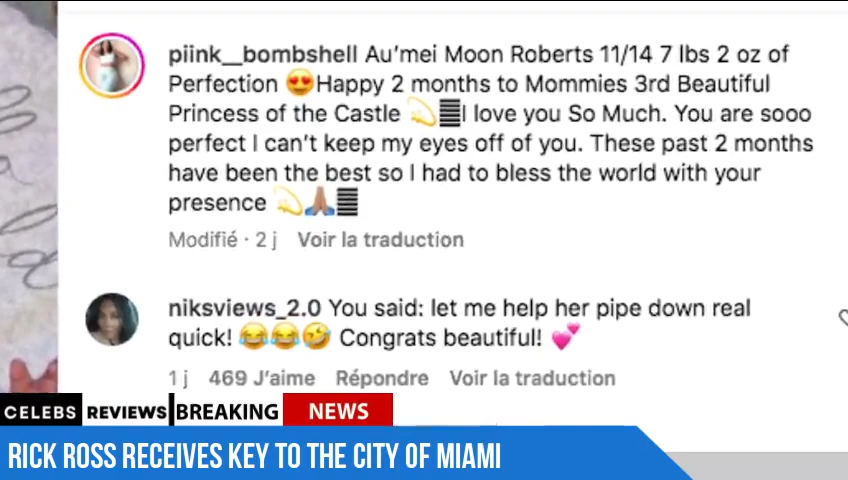 piink__bombshell Au'mei Moon Roberts 11/14 7 lbs 2 oz of
Perfection 😍Happy 2 months to Mommies 3rd Beautiful
Princess of the Castle 💫I love you So Much. You are sooo
perfect I can't keep my eyes off of you. These past 2 months
have been the best so I had to bless the world with your
presence 💫🙏🏽
Modifié · 2 j Voir la traduction
niksviews_2.0 You said: let me help her pipe down real
quick! 😂😂🤣 Congrats beautiful! 💕
1 j 469 J'aime Répondre Voir la traduction
CELEBS REVIEWS BREAKING NEWS
RICK ROSS RECEIVES KEY TO THE CITY OF MIAMI